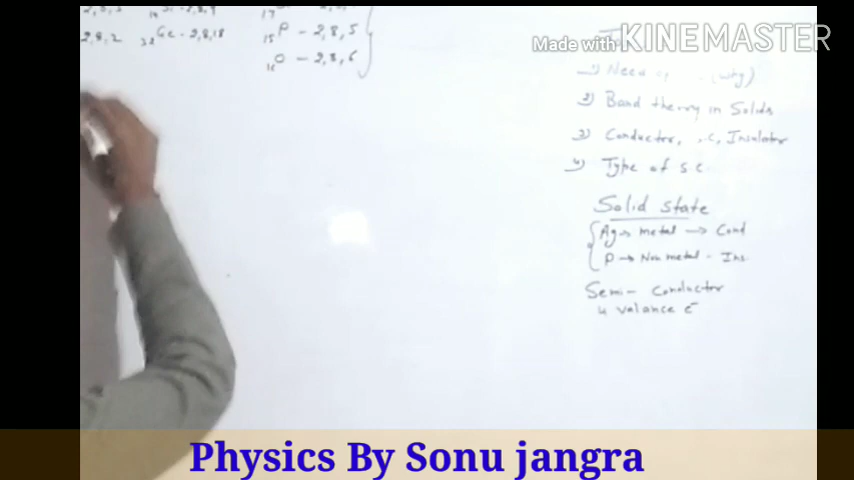 2,8,2 32Ge - 2,8,18
15P - 2,8,5
16O - 2,8,6
Made with KINEMASTER
1) Need
(why)
2) Band theory in Solids
3) Conductor, .C, Insulator
4) Type of S C
Solid state
Ag → metal → Cond
P → Non metal - Ins
Semi - Conductor
4 valance e-
Physics By Sonu jangra